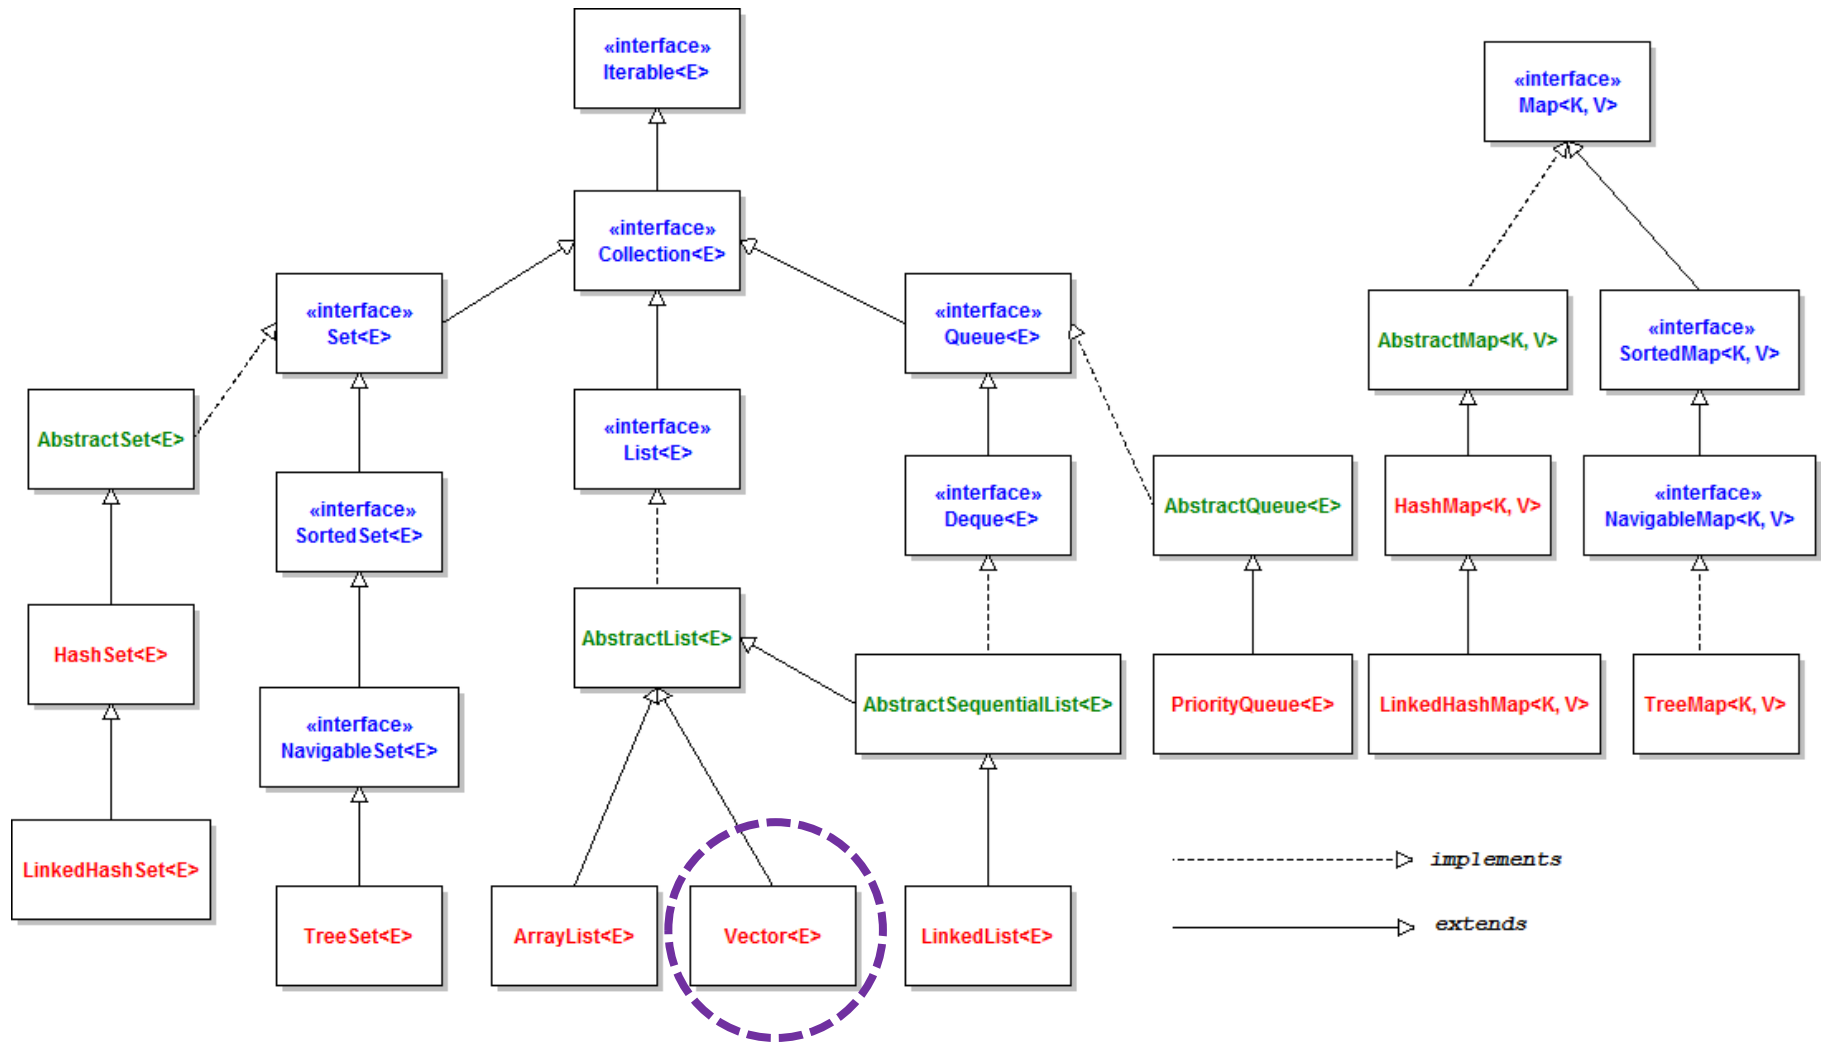 «interface»
Iterable<E>
«interface»
Map<K, V>
«interface»
Collection<E>
«interface»
Set<E>
«interface»
Queue<E>
AbstractMap<K, V>
«interface»
SortedMap<K, V>
AbstractSet<E>
«interface»
List<E>
«interface»
SortedSet<E>
«interface»
Deque<E>
AbstractQueue<E>
HashMap<K, V>
«interface»
NavigableMap<K, V>
HashSet<E>
AbstractList<E>
«interface»
NavigableSet<E>
AbstractSequentialList<E>
PriorityQueue<E>
LinkedHashMap<K, V>
TreeMap<K, V>
LinkedHashSet<E>
TreeSet<E>
ArrayList<E>
Vector<E>
LinkedList<E>
implements
extends